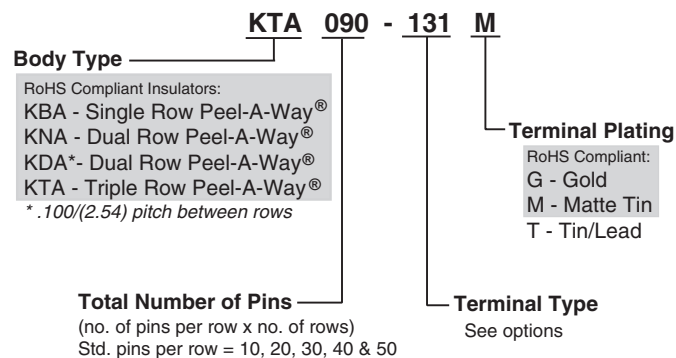 KTA 090 - 131 M
Body Type
RoHS Compliant Insulators:
KBA - Single Row Peel-A-Way®
KNA - Dual Row Peel-A-Way®
KDA*- Dual Row Peel-A-Way®
KTA - Triple Row Peel-A-Way®
* .100/(2.54) pitch between rows
Terminal Plating
RoHS Compliant:
G - Gold
M - Matte Tin
T - Tin/Lead
Total Number of Pins
(no. of pins per row x no. of rows)
Std. pins per row = 10, 20, 30, 40 & 50
Terminal Type
See options